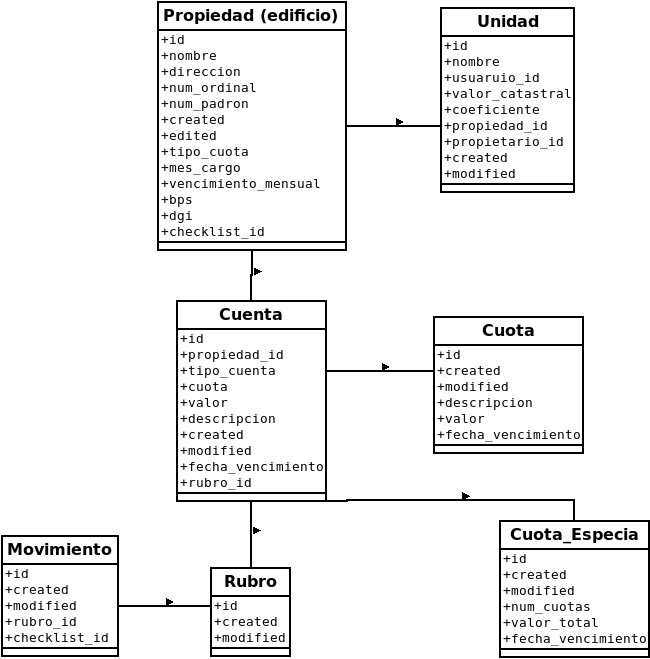 Propiedad (edificio)
+id
+nombre
+direccion
+num_ordinal
+num_padron
+created
+edited
+tipo_cuota
+mes_cargo
+vencimiento_mensual
+bps
+dgi
+checklist_id
Unidad
+id
+nombre
+usuaruio_id
+valor_catastral
+coeficiente
+propiedad_id
+propietario_id
+created
+modified
Cuenta
+id
+propiedad_id
+tipo_cuenta
+cuota
+valor
+descripcion
+created
+modified
+fecha_vencimiento
+rubro_id
Cuota
+id
+created
+modified
+descripcion
+valor
+fecha_vencimiento
Movimiento
+id
+created
+modified
+rubro_id
+checklist_id
Rubro
+id
+created
+modified
Cuota_Especia
+id
+created
+modified
+num_cuotas
+valor_total
+fecha_vencimiento